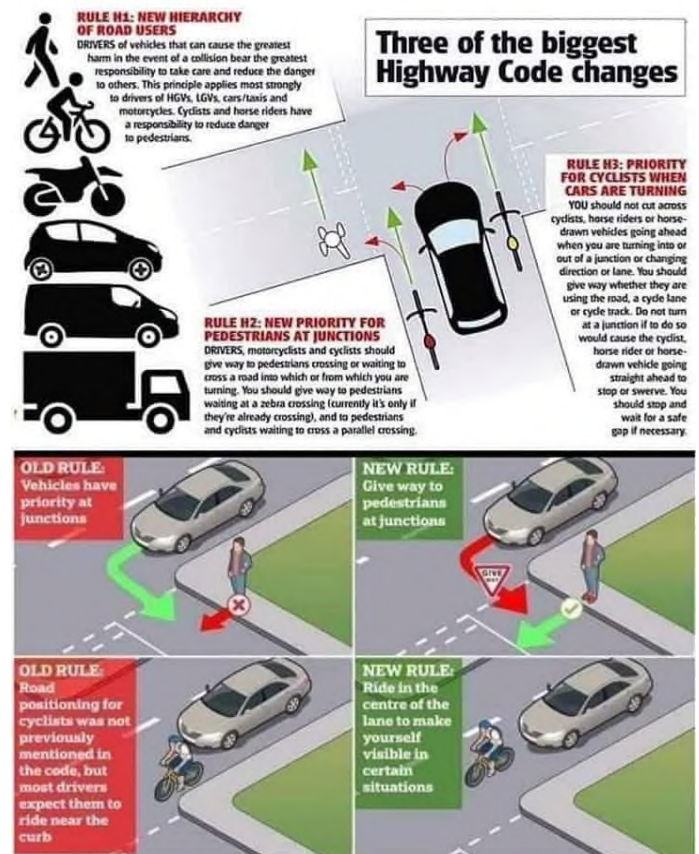 RULE H1: NEW HIERARCHY
OF ROAD USERS
DRIVERS of vehicles that can cause the greatest
harm in the event of a collision bear the greatest
responsibility to take care and reduce the danger
to others. This principle applies most strongly
to drivers of HGVs, LGVs, cars/taxis and
motorcycles. Cyclists and horse riders have
a responsibility to reduce danger
to pedestrians.
Three of the biggest
Highway Code changes
RULE H3: PRIORITY
FOR CYCLISTS WHEN
CARS ARE TURNING
YOU should not cut across
cyclists, horse riders or horse-
drawn vehicles going ahead
when you are turning into or
out of a junction or changing
direction or lane. You should
give way whether they are
using the road, a cycle lane
or cycle track. Do not turn
at a junction if to do so
would cause the cyclist,
horse rider or horse-
drawn vehicle going
straight ahead to
stop or swerve. You
should stop and
wait for a safe
gap if necessary.
RULE H2: NEW PRIORITY FOR
PEDESTRIANS AT JUNCTIONS
DRIVERS, motorcyclists and cyclists should
give way to pedestrians crossing or waiting to
cross a road into which or from which you are
turning. You should give way to pedestrians
waiting at a zebra crossing (currently it's only if
they're already crossing), and to pedestrians
and cyclists waiting to cross a parallel crossing.
OLD RULE:
Vehicles have
priority at
junctions
NEW RULE:
Give way to
pedestrians
at junctions
GIVE
WAY
OLD RULE:
Road
positioning for
cyclists was not
previously
mentioned in
the code, but
most drivers
expect them to
ride near the
curb
NEW RULE:
Ride in the
centre of the
lane to make
yourself
visible in
certain
situations